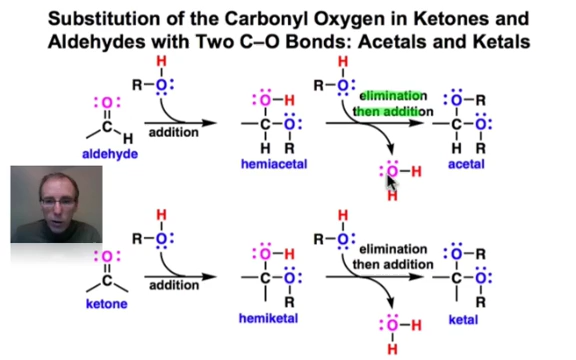 Substitution of the Carbonyl Oxygen in Ketones and
Aldehydes with Two C–O Bonds: Acetals and Ketals
H
R–O:
:O:
C
H
aldehyde
addition
:O–H
C–O:
H R
hemiacetal
H
R–O:
elimination
then addition
:O–H
H
:O–R
C–O:
H R
acetal
H
R–O:
:O:
C
ketone
addition
:O–H
C–O:
R
hemiketal
H
R–O:
elimination
then addition
:O–H
H
:O–R
C–O:
R
ketal